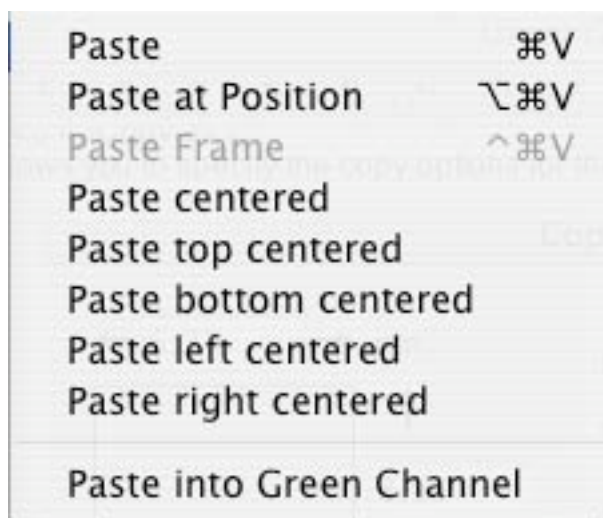 Paste ⌘V
Paste at Position ⌥⌘V
Paste Frame ^⌘V
Paste centered
Paste top centered
Paste bottom centered
Paste left centered
Paste right centered
Paste into Green Channel